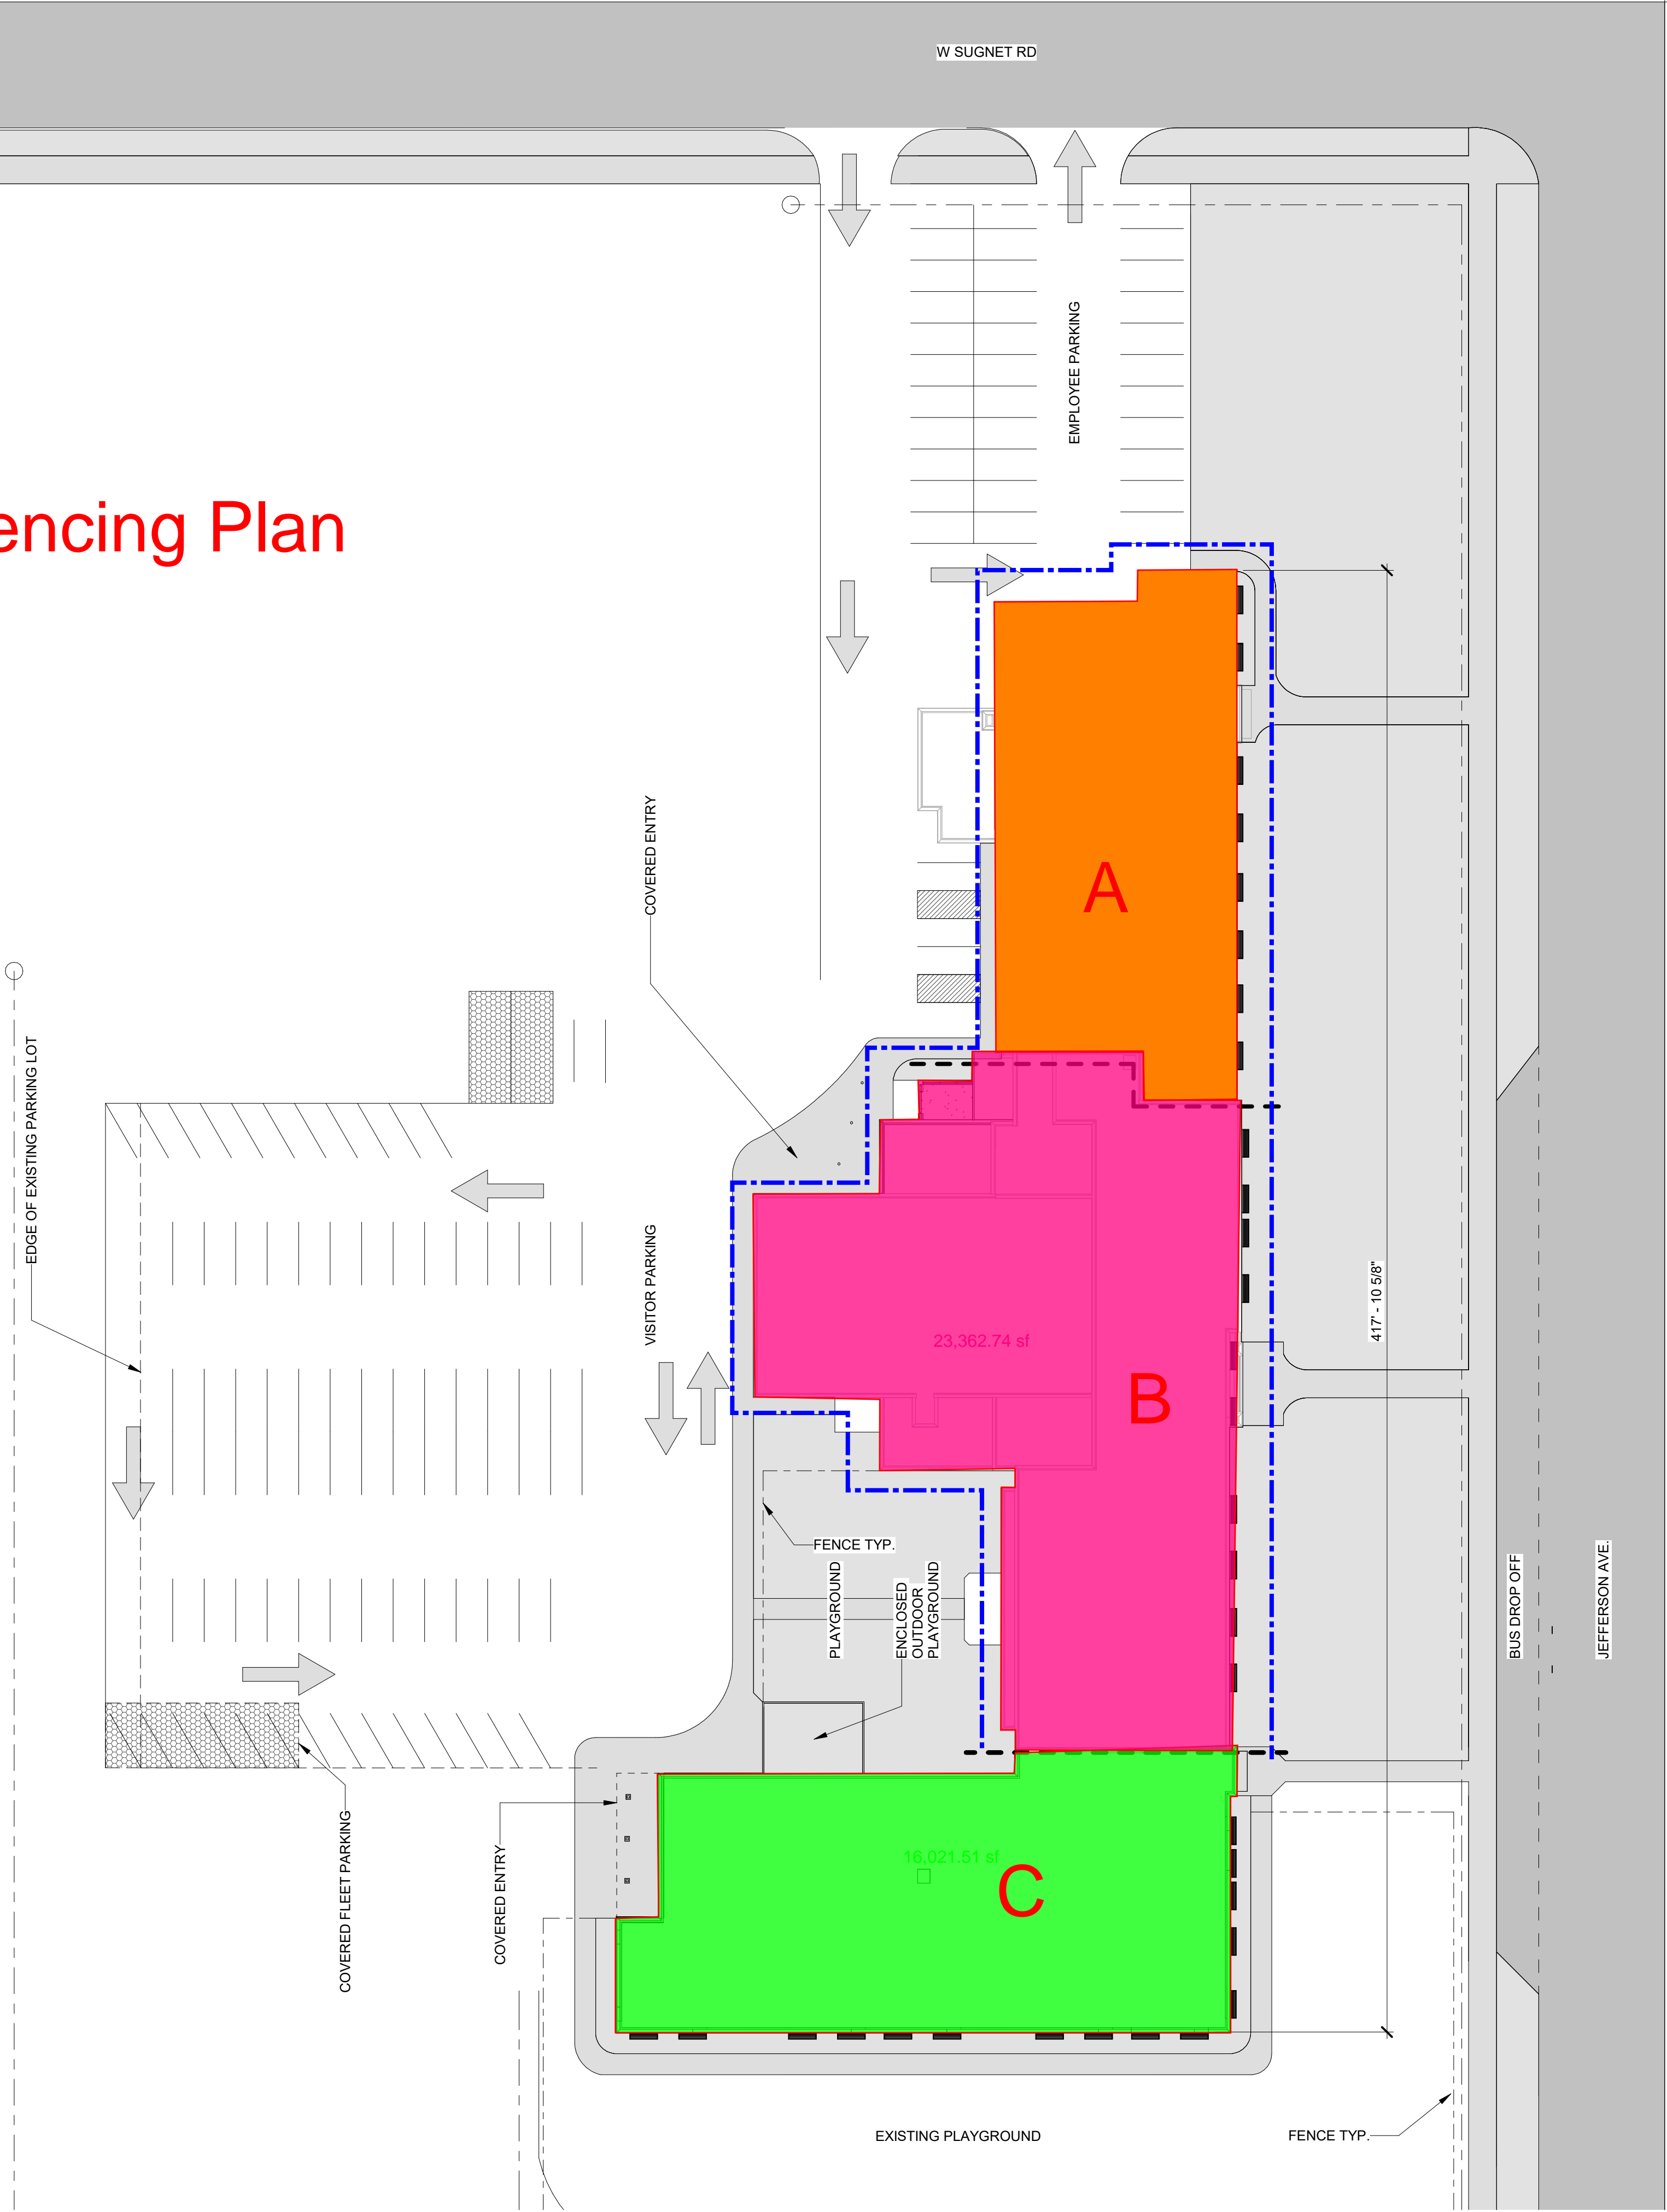 W SUGNET RD
EMPLOYEE PARKING
encing Plan
COVERED ENTRY
A
EDGE OF EXISTING PARKING LOT
VISITOR PARKING
417' - 10 5/8"
23,362.74 sf
B
FENCE TYP.
PLAYGROUND
ENCLOSED
OUTDOOR
PLAYGROUND
BUS DROP OFF
JEFFERSON AVE.
COVERED FLEET PARKING
COVERED ENTRY
16,021.51 sf
C
EXISTING PLAYGROUND
FENCE TYP.